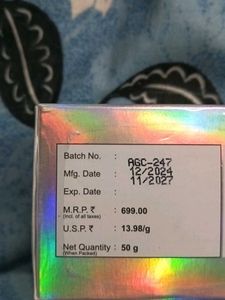 Batch No. : AGC-247
Mfg. Date : 12/2024
Exp. Date : 11/2027
M.R.P. ₹ : 699.00
(Incl. of all taxes)
U.S.P. ₹ : 13.98/g
Net Quantity : 50 g
(When Packed)